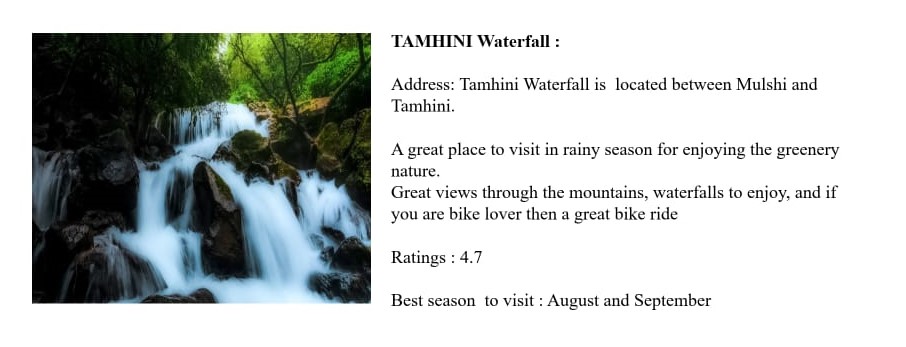 TAMHINI Waterfall :
Address: Tamhini Waterfall is  located between Mulshi and
Tamhini.
A great place to visit in rainy season for enjoying the greenery
nature.
Great views through the mountains, waterfalls to enjoy, and if
you are bike lover then a great bike ride
Ratings : 4.7
Best season  to visit : August and September